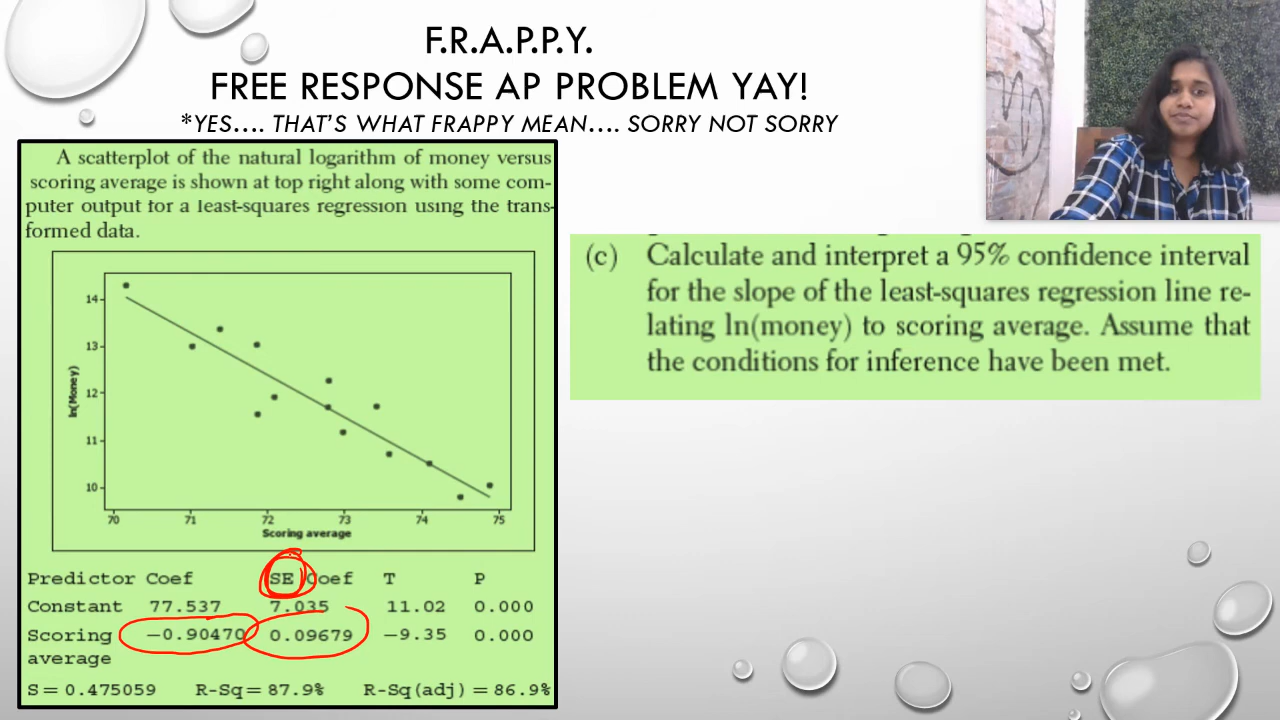 F.R.A.P.P.Y.
FREE RESPONSE AP PROBLEM YAY!
*YES…. THAT'S WHAT FRAPPY MEAN…. SORRY NOT SORRY
A scatterplot of the natural logarithm of money versus
scoring average is shown at top right along with some com-
puter output for a least-squares regression using the trans-
formed data.
14
13
12
11
10
ln(Money)
70 71 72 73 74 75
Scoring average
Predictor Coef SE Coef T P
Constant 77.537 7.035 11.02 0.000
Scoring −0.90470 0.09679 −9.35 0.000
average
S = 0.475059 R-Sq = 87.9% R-Sq(adj) = 86.9%
(c) Calculate and interpret a 95% confidence interval
for the slope of the least-squares regression line re-
lating ln(money) to scoring average. Assume that
the conditions for inference have been met.